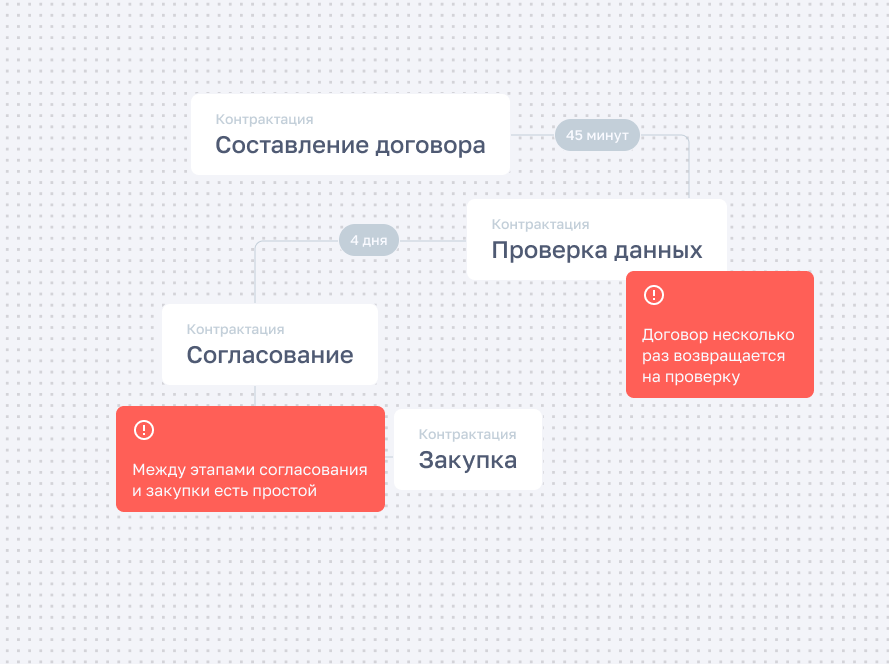 Контрактация
Составление договора
45 минут
Контрактация
Проверка данных
4 дня
Договор несколько
раз возвращается
на проверку
Контрактация
Согласование
Между этапами согласования
и закупки есть простой
Контрактация
Закупка